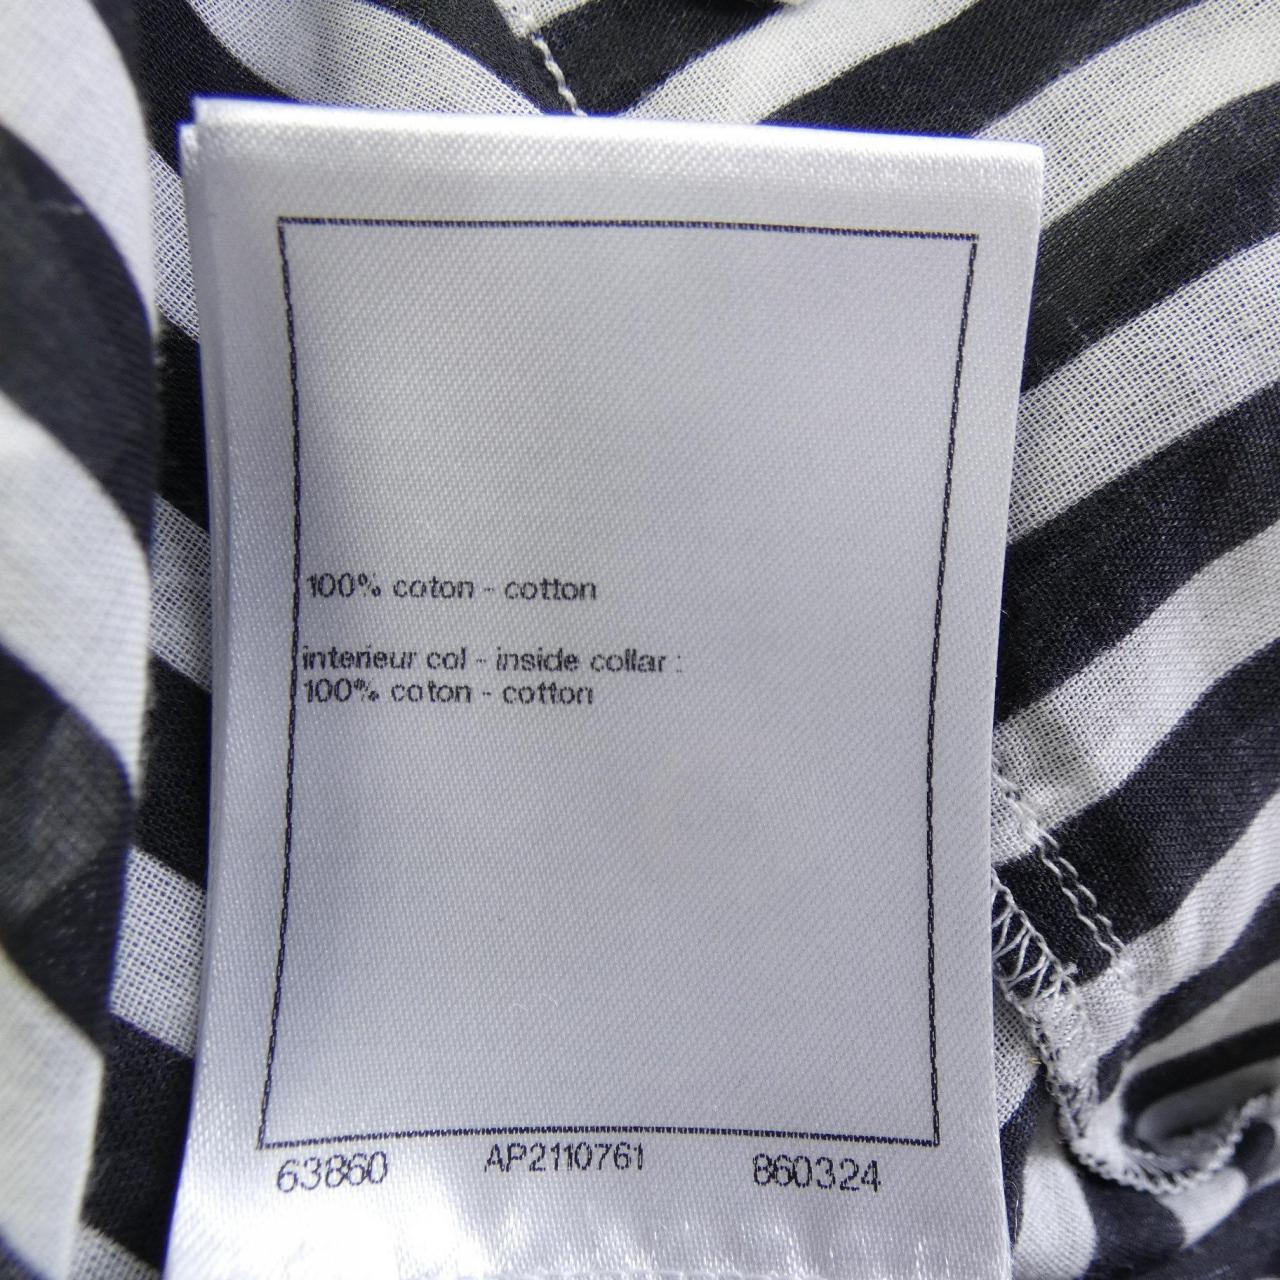 100% coton - cotton
interieur col - inside collar :
100% coton - cotton
63860 AP2110761 860324